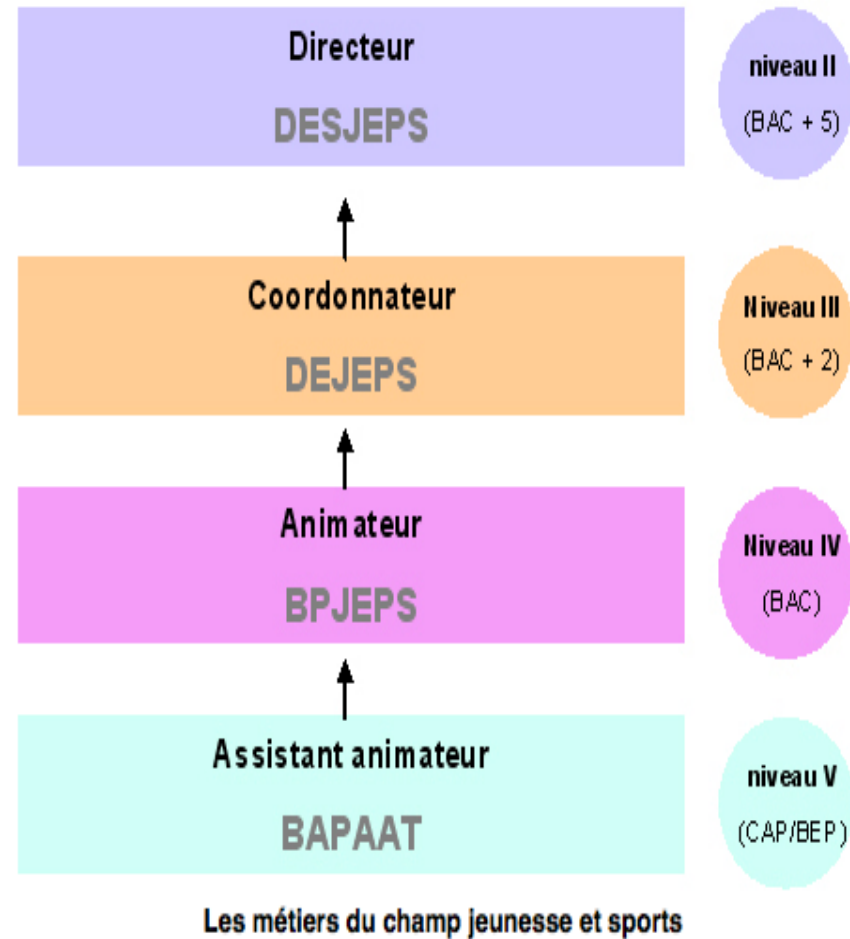 Directeur
DESJEPS
niveau II
(BAC + 5)
Coordonnateur
DEJEPS
Niveau III
(BAC + 2)
Animateur
BPJEPS
Niveau IV
(BAC)
Assistant animateur
BAPAAT
niveau V
(CAP/BEP)
Les métiers du champ jeunesse et sports